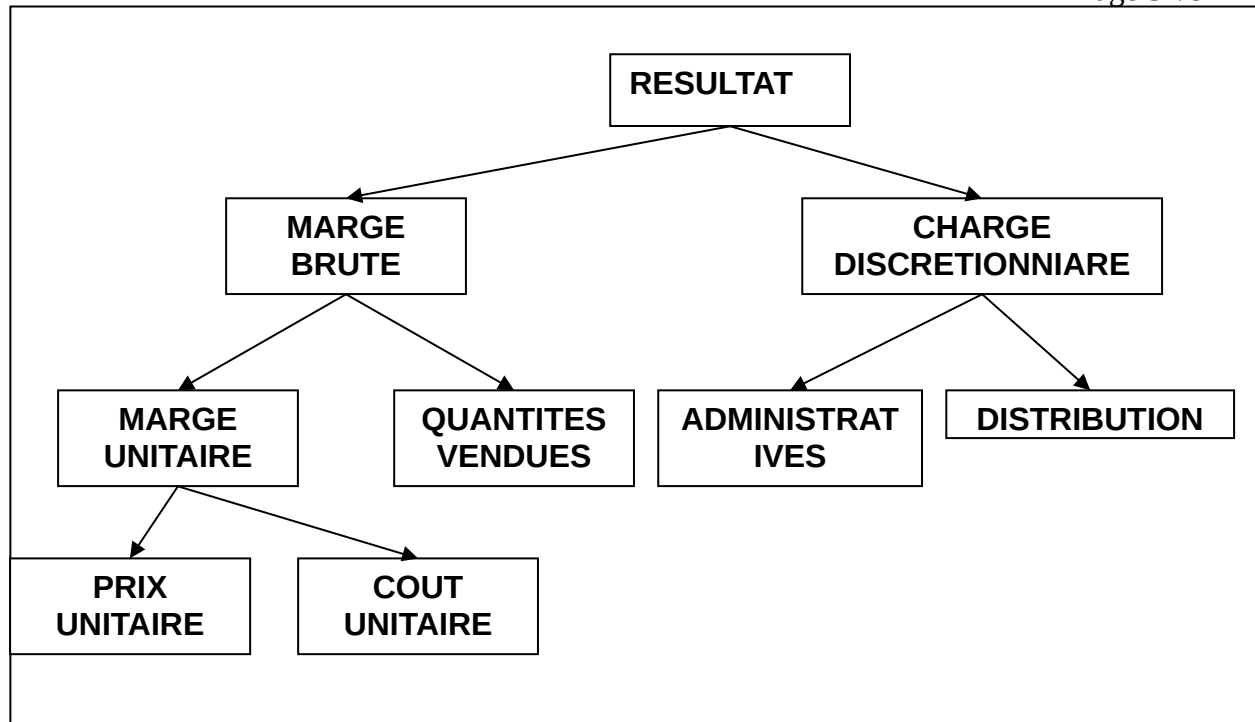 RESULTAT
MARGE
BRUTE
CHARGE
DISCRETIONNIARE
MARGE
UNITAIRE
QUANTITES
VENDUES
ADMINISTRAT
IVES
DISTRIBUTION
PRIX
UNITAIRE
COUT
UNITAIRE